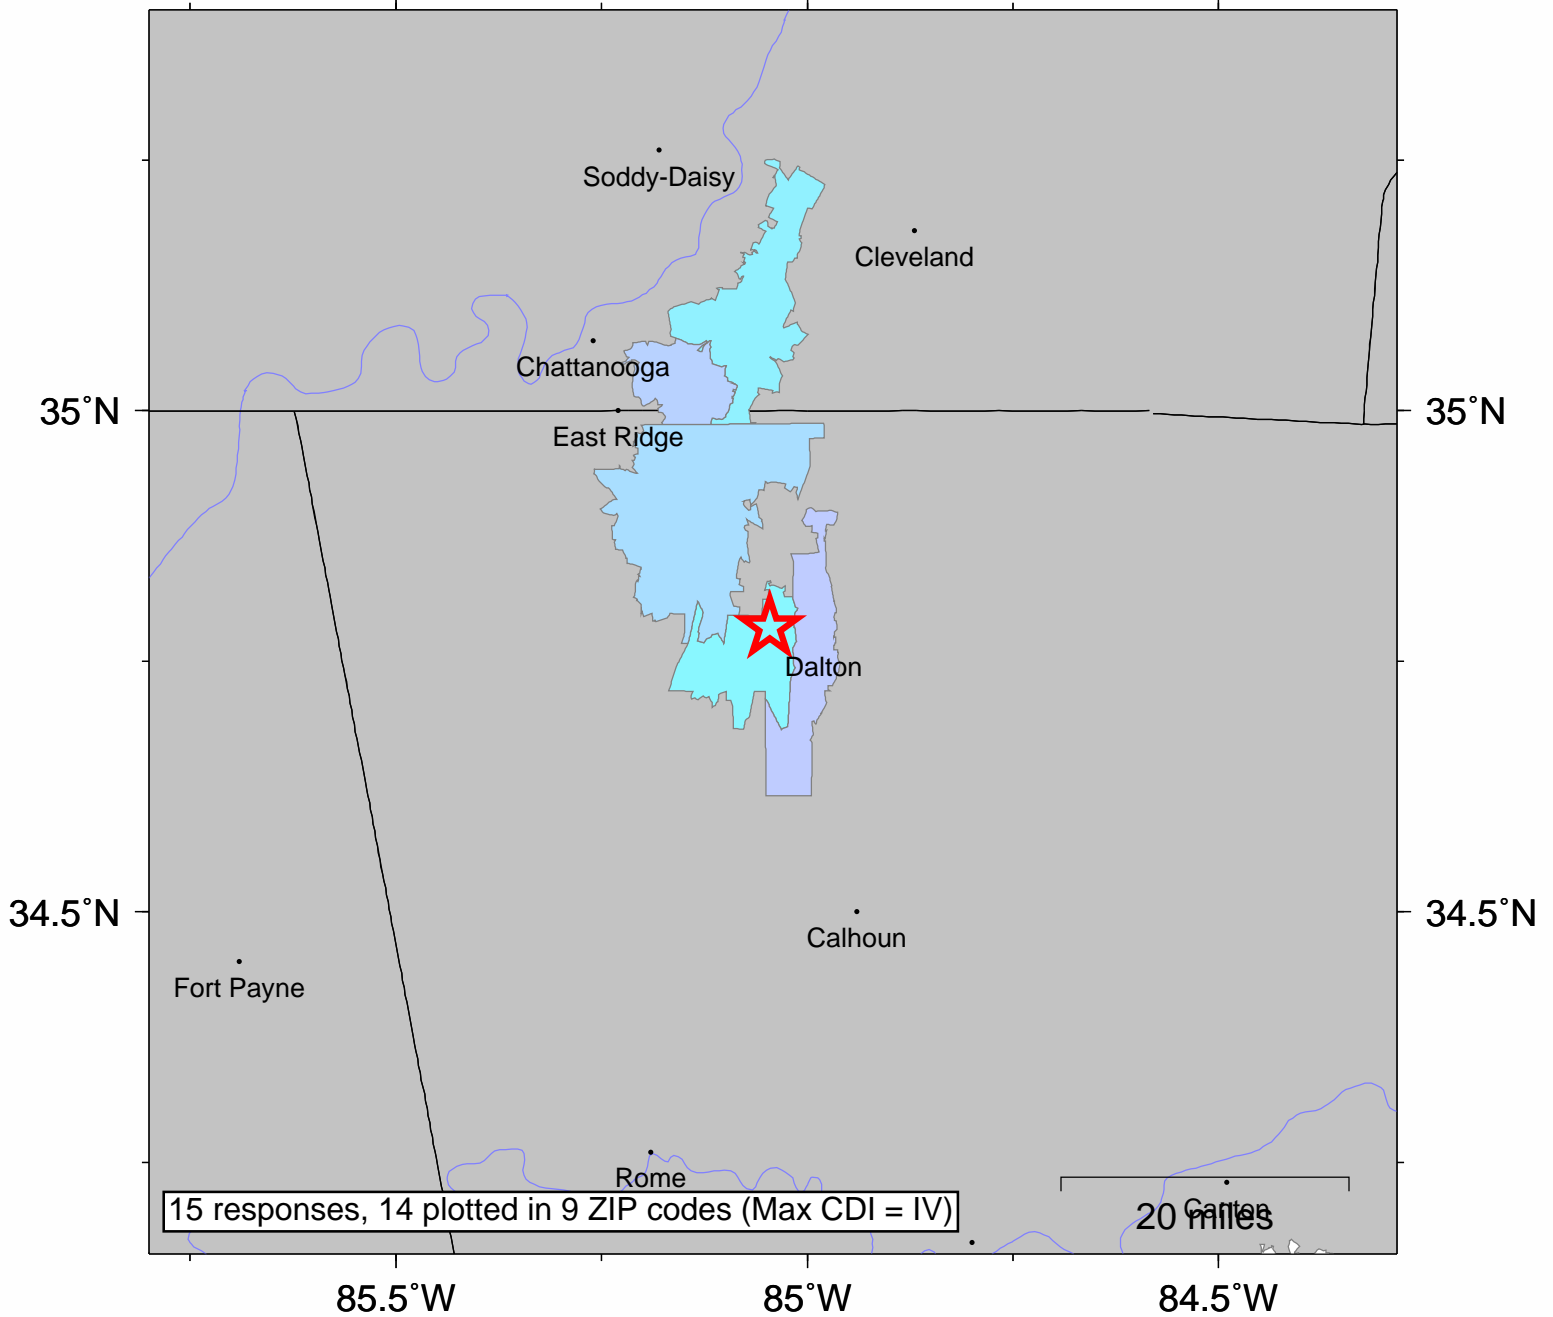 Soddy-Daisy
Cleveland
Chattanooga
35˚N
35˚N
East Ridge
Dalton
34.5˚N
34.5˚N
Calhoun
Fort Payne
Rome
15 responses, 14 plotted in 9 ZIP codes (Max CDI = IV)
Canton
20 miles
85.5˚W
85˚W
84.5˚W